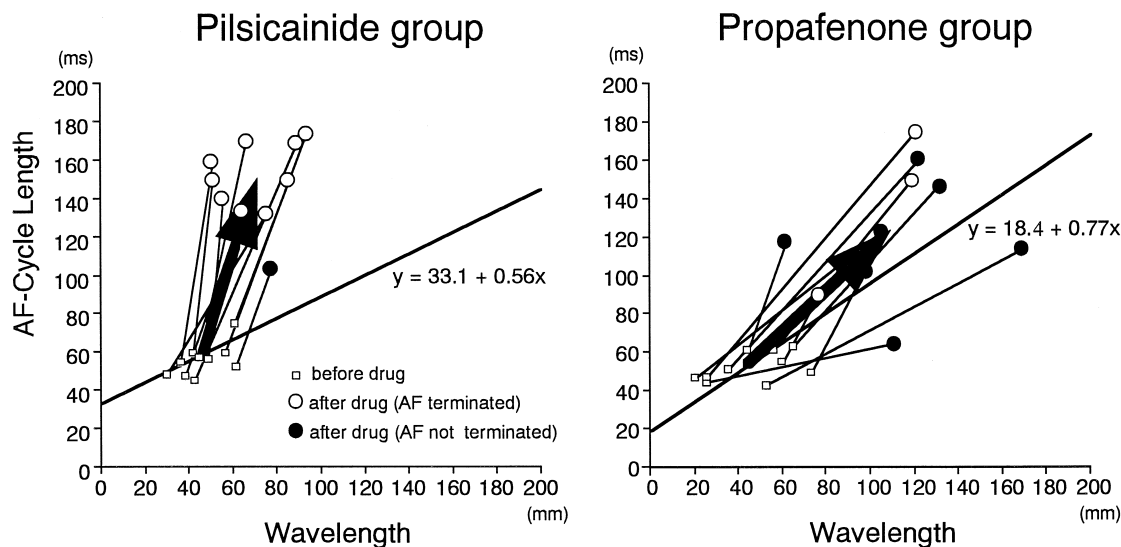 Pilsicainide group
(ms)
200
180
160
140
120
100
80
60
40
20
0
AF-Cycle Length
y = 33.1 + 0.56x
before drug
after drug (AF terminated)
after drug (AF not terminated)
0 20 40 60 80 100 120 140 160 180 200
(mm)
Wavelength
Propafenone group
(ms)
200
180
160
140
120
100
80
60
40
20
0
y = 18.4 + 0.77x
0 20 40 60 80 100 120 140 160 180 200
(mm)
Wavelength